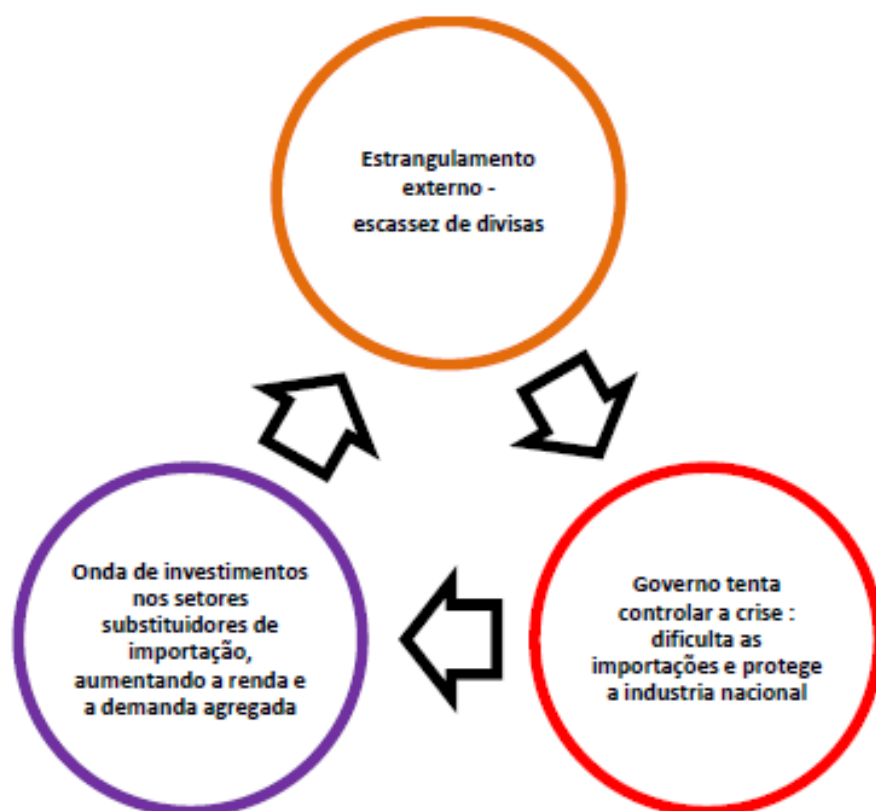 Estrangulamento
externo -
escassez de divisas
Governo tenta
controlar a crise :
dificulta as
importações e protege
a industria nacional
Onda de investimentos
nos setores
substituidores de
importação,
aumentando a renda e
a demanda agregada